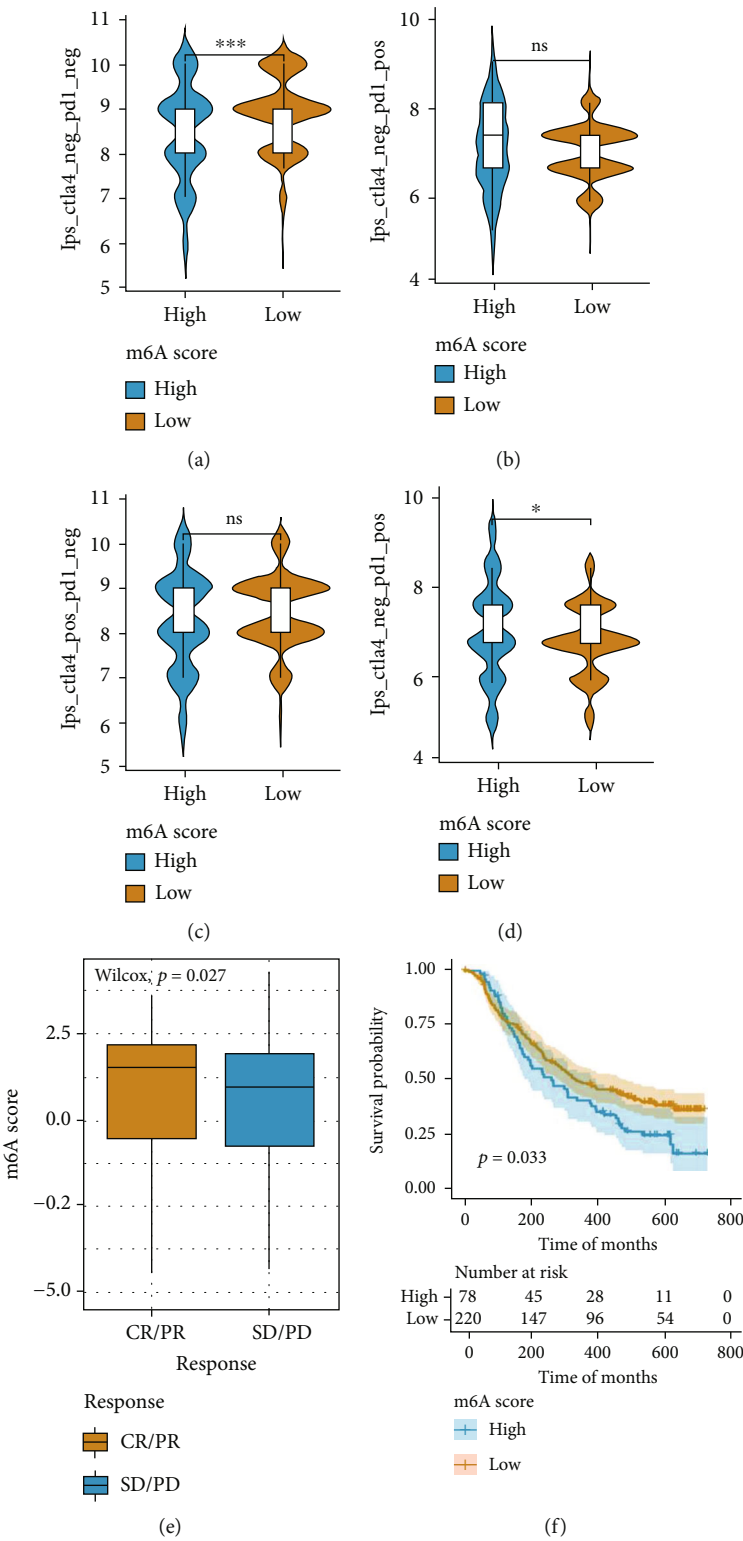 11
10
9
8
7
6
5
Ips_ctla4_neg_pd1_neg
***
High
Low
m6A score
High
Low
(a)
10
8
6
4
Ips_ctla4_neg_pd1_pos
ns
High
Low
m6A score
High
Low
(b)
11
10
9
8
7
6
5
Ips_ctla4_pos_pd1_neg
ns
High
Low
m6A score
High
Low
(c)
10
8
6
4
Ips_ctla4_neg_pd1_pos
*
High
Low
m6A score
High
Low
(d)
Wilcox, p = 0.027
2.5
0.0
−0.2
−5.0
m6A score
CR/PR
SD/PD
Response
Response
CR/PR
SD/PD
(e)
1.00
0.75
0.50
0.25
0.00
Survival probability
p = 0.033
0 200 400 600 800
Time of months
Number at risk
High 78 45 28 11 0
Low 220 147 96 54 0
0 200 400 600 800
Time of months
m6A score
High
Low
(f)